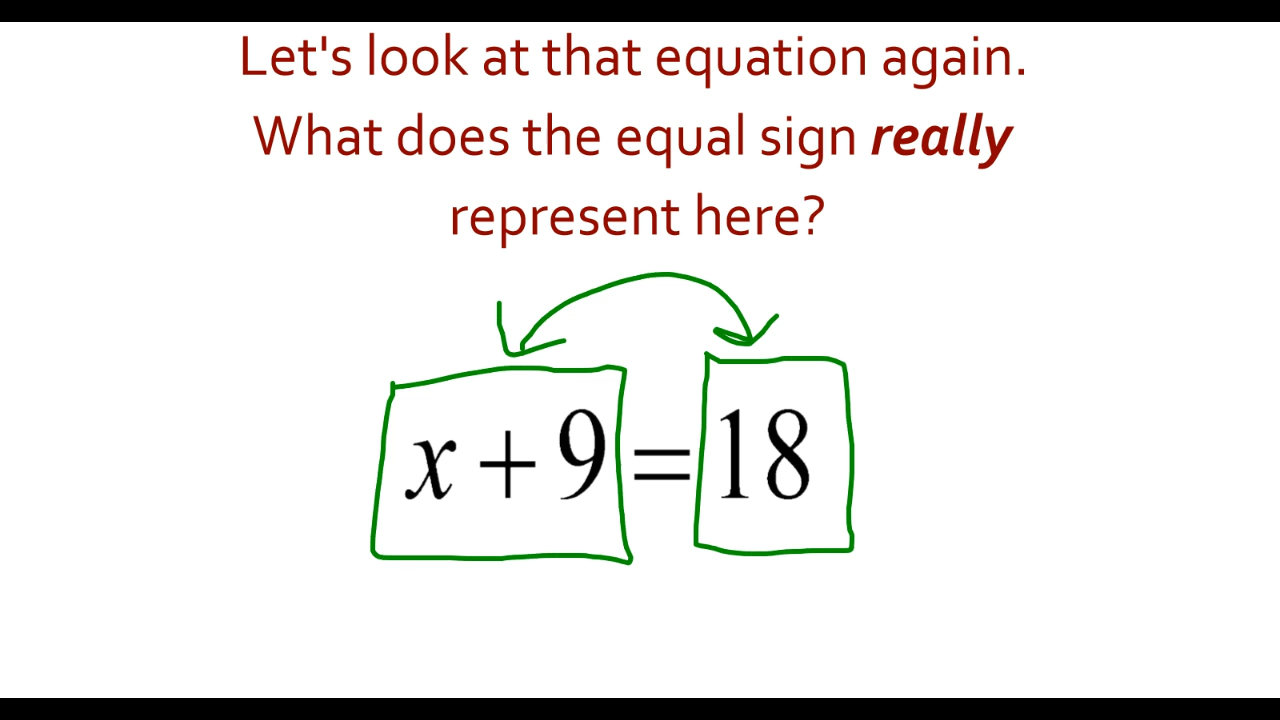 Let's look at that equation again.
What does the equal sign really
represent here?
x + 9 = 18